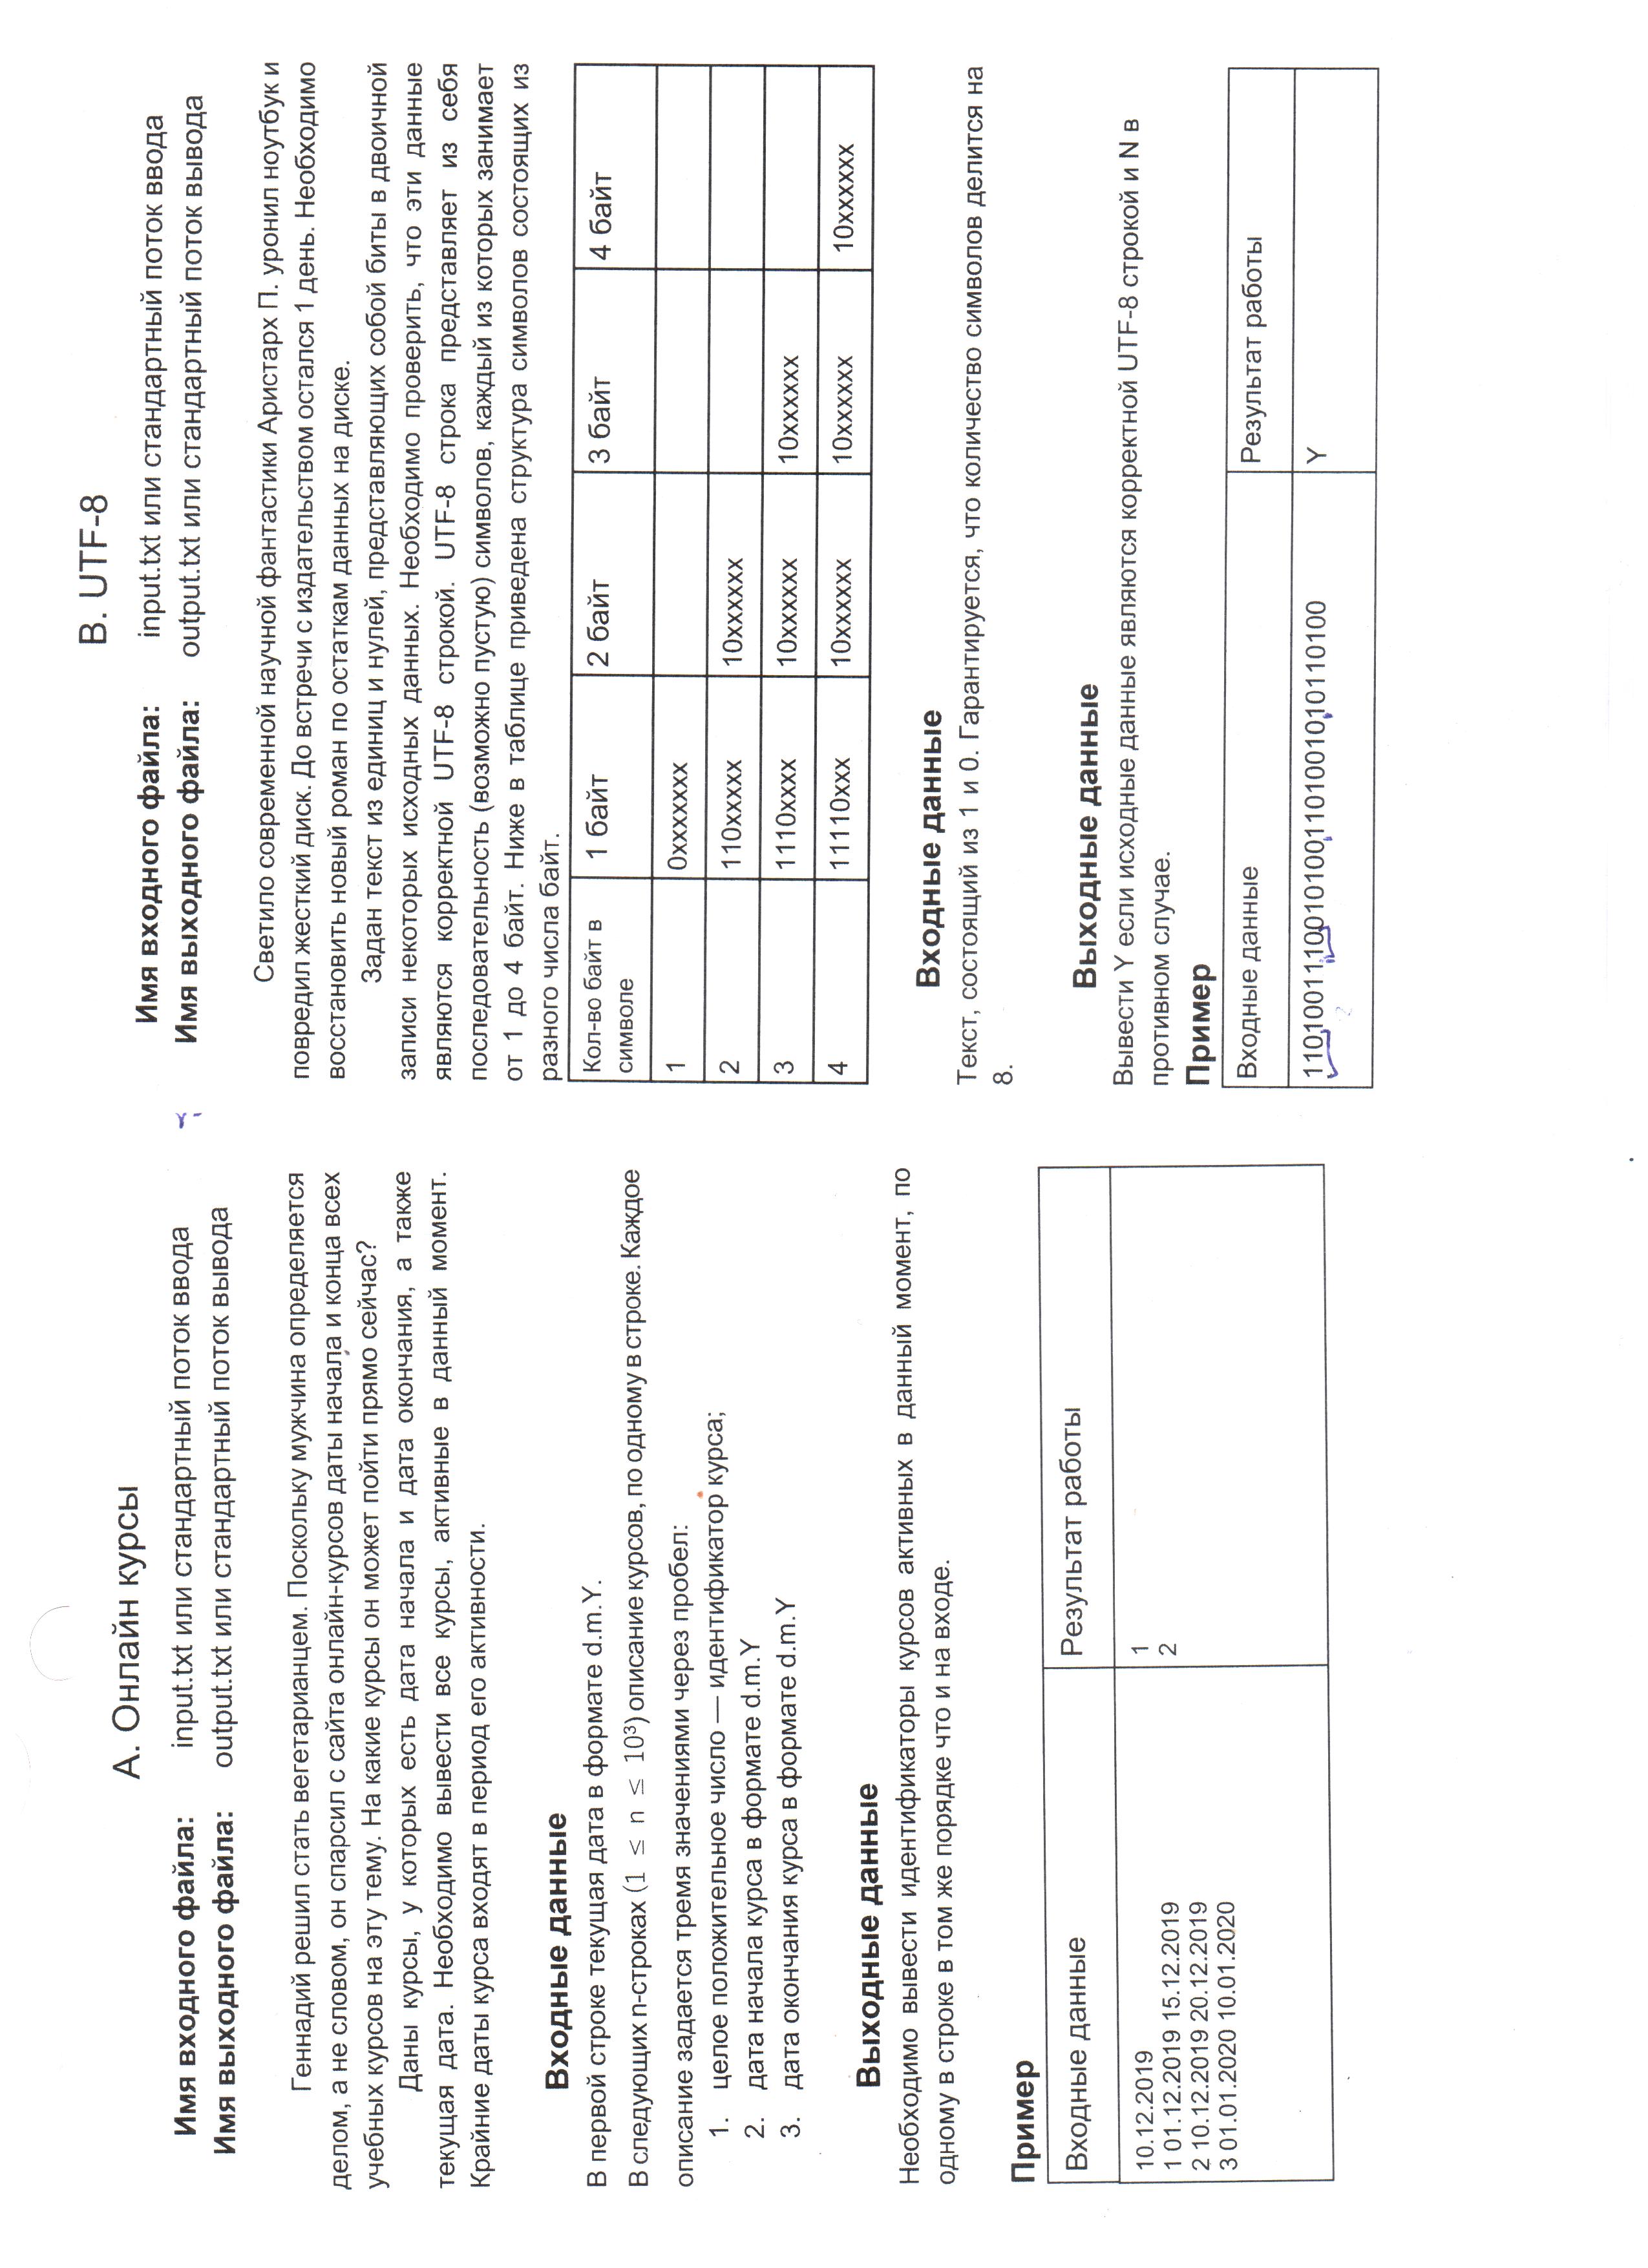 А. Онлайн курсы
Имя входного файла: input.txt или стандартный поток ввода
Имя выходного файла: output.txt или стандартный поток вывода
Геннадий решил стать вегетарианцем. Поскольку мужчина определяется
делом, а не словом, он спарсил с сайта онлайн-курсов даты начала и конца всех
учебных курсов на эту тему. На какие курсы он может пойти прямо сейчас?
Даны курсы, у которых есть дата начала и дата окончания, а также
текущая дата. Необходимо вывести все курсы, активные в данный момент.
Крайние даты курса входят в период его активности.
Входные данные
В первой строке текущая дата в формате d.m.Y.
В следующих n-строках (1 ≤ n ≤ 10³) описание курсов, по одному в строке. Каждое
описание задается тремя значениями через пробел:
1. целое положительное число — идентификатор курса;
2. дата начала курса в формате d.m.Y
3. дата окончания курса в формате d.m.Y
Выходные данные
Необходимо вывести идентификаторы курсов активных в данный момент, по
одному в строке в том же порядке что и на входе.
Пример
Входные данные Результат работы
10.12.2019 1
1 01.12.2019 15.12.2019 2
2 10.12.2019 20.12.2019
3 01.01.2020 10.01.2020
В. UTF-8
Имя входного файла: input.txt или стандартный поток ввода
Имя выходного файла: output.txt или стандартный поток вывода
Светило современной научной фантастики Аристарх П. уронил ноутбук и
повредил жесткий диск. До встречи с издательством остался 1 день. Необходимо
восстановить новый роман по остаткам данных на диске.
Задан текст из единиц и нулей, представляющих собой биты в двоичной
записи некоторых исходных данных. Необходимо проверить, что эти данные
являются корректной UTF-8 строкой. UTF-8 строка представляет из себя
последовательность (возможно пустую) символов, каждый из которых занимает
от 1 до 4 байт. Ниже в таблице приведена структура символов состоящих из
разного числа байт.
Кол-во байт в символе 1 байт 2 байт 3 байт 4 байт
1 0xxxxxxx
2 110xxxxx 10xxxxxx
3 1110xxxx 10xxxxxx 10xxxxxx
4 11110xxx 10xxxxxx 10xxxxxx 10xxxxxx
Входные данные
Текст, состоящий из 1 и 0. Гарантируется, что количество символов делится на
8.
Выходные данные
Вывести Y если исходные данные являются корректной UTF-8 строкой и N в
противном случае.
Пример
Входные данные Результат работы
11010011100101001101001010110100 Y